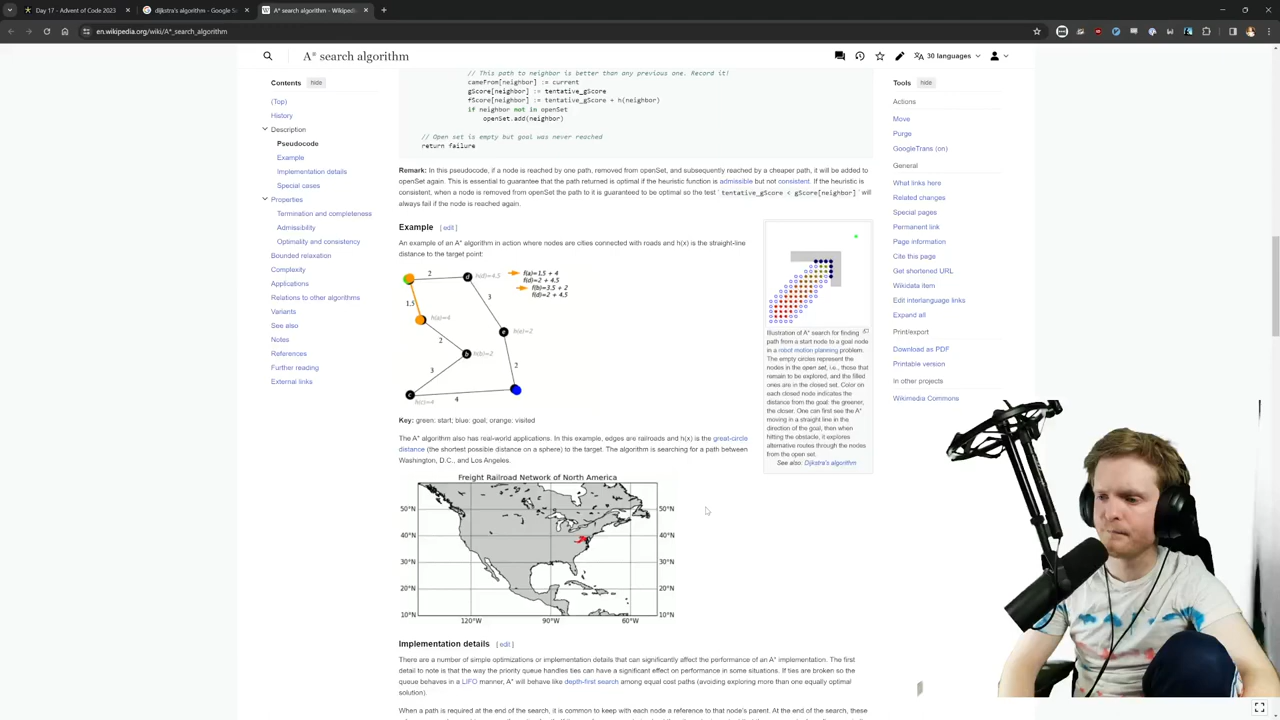 Day 17 - Advent of Code 2023
dijkstra's algorithm - Google S
A* search algorithm - Wikipedi
en.wikipedia.org/wiki/A*_search_algorithm
A* search algorithm
30 languages
Contents hide
(Top)
History
Description
Pseudocode
Example
Implementation details
Special cases
Properties
Termination and completeness
Admissibility
Optimality and consistency
Bounded relaxation
Complexity
Applications
Relations to other algorithms
Variants
See also
Notes
References
Further reading
External links
// This path to neighbor is better than any previous one. Record it!
cameFrom[neighbor] := current
gScore[neighbor] := tentative_gScore
fScore[neighbor] := tentative_gScore + h(neighbor)
if neighbor not in openSet
openSet.add(neighbor)
// Open set is empty but goal was never reached
return failure
Remark: In this pseudocode, if a node is reached by one path, removed from openSet, and subsequently reached by a cheaper path, it will be added to
openSet again. This is essential to guarantee that the path returned is optimal if the heuristic function is admissible but not consistent. If the heuristic is
consistent, when a node is removed from openSet the path to it is guaranteed to be optimal so the test ' tentative_gScore < gScore[neighbor] ' will
always fail if the node is reached again.
Example [ edit ]
An example of an A* algorithm in action where nodes are cities connected with roads and h(x) is the straight-line
distance to the target point:
2
d
h(d)=4.5
f(a)=1.5 + 4
f(d)=2 + 4.5
f(b)=3.5 + 2
f(d)=2 + 4.5
1.5
3
h(a)=4
e
h(e)=2
2
b
h(b)=2
2
3
c
h(c)=4
4
Key: green: start; blue: goal; orange: visited
The A* algorithm also has real-world applications. In this example, edges are railroads and h(x) is the great-circle
distance (the shortest possible distance on a sphere) to the target. The algorithm is searching for a path between
Washington, D.C., and Los Angeles.
Freight Railroad Network of North America
50°N 50°N
40°N 40°N
30°N 30°N
20°N 20°N
10°N 10°N
120°W 90°W 60°W
Implementation details [ edit ]
There are a number of simple optimizations or implementation details that can significantly affect the performance of an A* implementation. The first
detail to note is that the way the priority queue handles ties can have a significant effect on performance in some situations. If ties are broken so the
queue behaves in a LIFO manner, A* will behave like depth-first search among equal cost paths (avoiding exploring more than one equally optimal
solution).
When a path is required at the end of the search, it is common to keep with each node a reference to that node's parent. At the end of the search, these
Illustration of A* search for finding
path from a start node to a goal node
in a robot motion planning problem.
The empty circles represent the
nodes in the open set, i.e., those that
remain to be explored, and the filled
ones are in the closed set. Color on
each closed node indicates the
distance from the goal: the greener,
the closer. One can first see the A*
moving in a straight line in the
direction of the goal, then when
hitting the obstacle, it explores
alternative routes through the nodes
from the open set.
See also: Dijkstra's algorithm
Tools hide
Actions
Move
Purge
GoogleTrans (on)
General
What links here
Related changes
Special pages
Permanent link
Page information
Cite this page
Get shortened URL
Wikidata item
Edit interlanguage links
Expand all
Print/export
Download as PDF
Printable version
In other projects
Wikimedia Commons